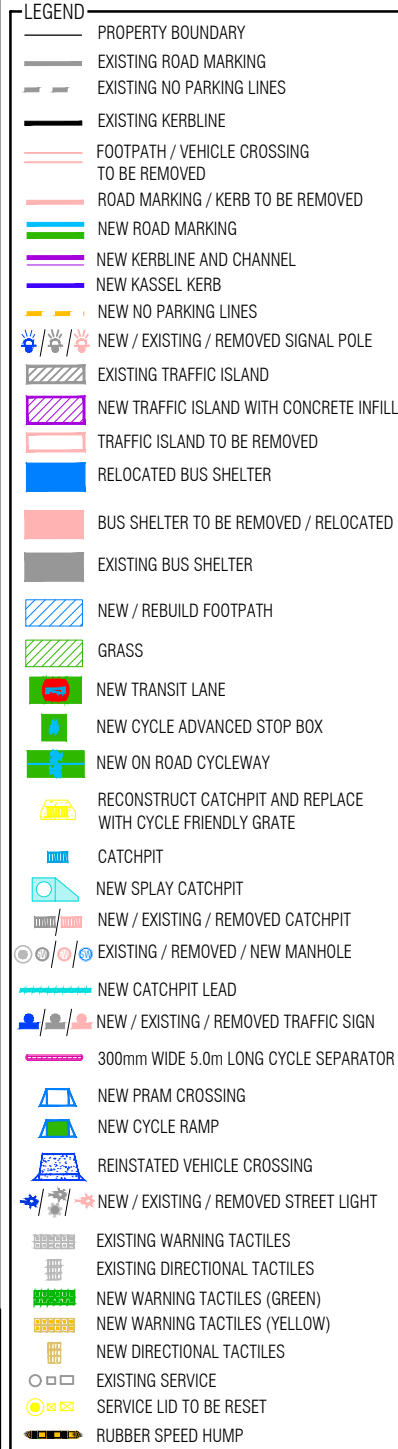 LEGEND
PROPERTY BOUNDARY
EXISTING ROAD MARKING
EXISTING NO PARKING LINES
EXISTING KERBLINE
FOOTPATH / VEHICLE CROSSING
TO BE REMOVED
ROAD MARKING / KERB TO BE REMOVED
NEW ROAD MARKING
NEW KERBLINE AND CHANNEL
NEW KASSEL KERB
NEW NO PARKING LINES
NEW / EXISTING / REMOVED SIGNAL POLE
EXISTING TRAFFIC ISLAND
NEW TRAFFIC ISLAND WITH CONCRETE INFILL
TRAFFIC ISLAND TO BE REMOVED
RELOCATED BUS SHELTER
BUS SHELTER TO BE REMOVED / RELOCATED
EXISTING BUS SHELTER
NEW / REBUILD FOOTPATH
GRASS
NEW TRANSIT LANE
NEW CYCLE ADVANCED STOP BOX
NEW ON ROAD CYCLEWAY
RECONSTRUCT CATCHPIT AND REPLACE
WITH CYCLE FRIENDLY GRATE
CATCHPIT
NEW SPLAY CATCHPIT
NEW / EXISTING / REMOVED CATCHPIT
SW SW SW EXISTING / REMOVED / NEW MANHOLE
NEW CATCHPIT LEAD
NEW / EXISTING / REMOVED TRAFFIC SIGN
300mm WIDE 5.0m LONG CYCLE SEPARATOR
NEW PRAM CROSSING
NEW CYCLE RAMP
REINSTATED VEHICLE CROSSING
NEW / EXISTING / REMOVED STREET LIGHT
EXISTING WARNING TACTILES
EXISTING DIRECTIONAL TACTILES
NEW WARNING TACTILES (GREEN)
NEW WARNING TACTILES (YELLOW)
NEW DIRECTIONAL TACTILES
EXISTING SERVICE
SERVICE LID TO BE RESET
RUBBER SPEED HUMP